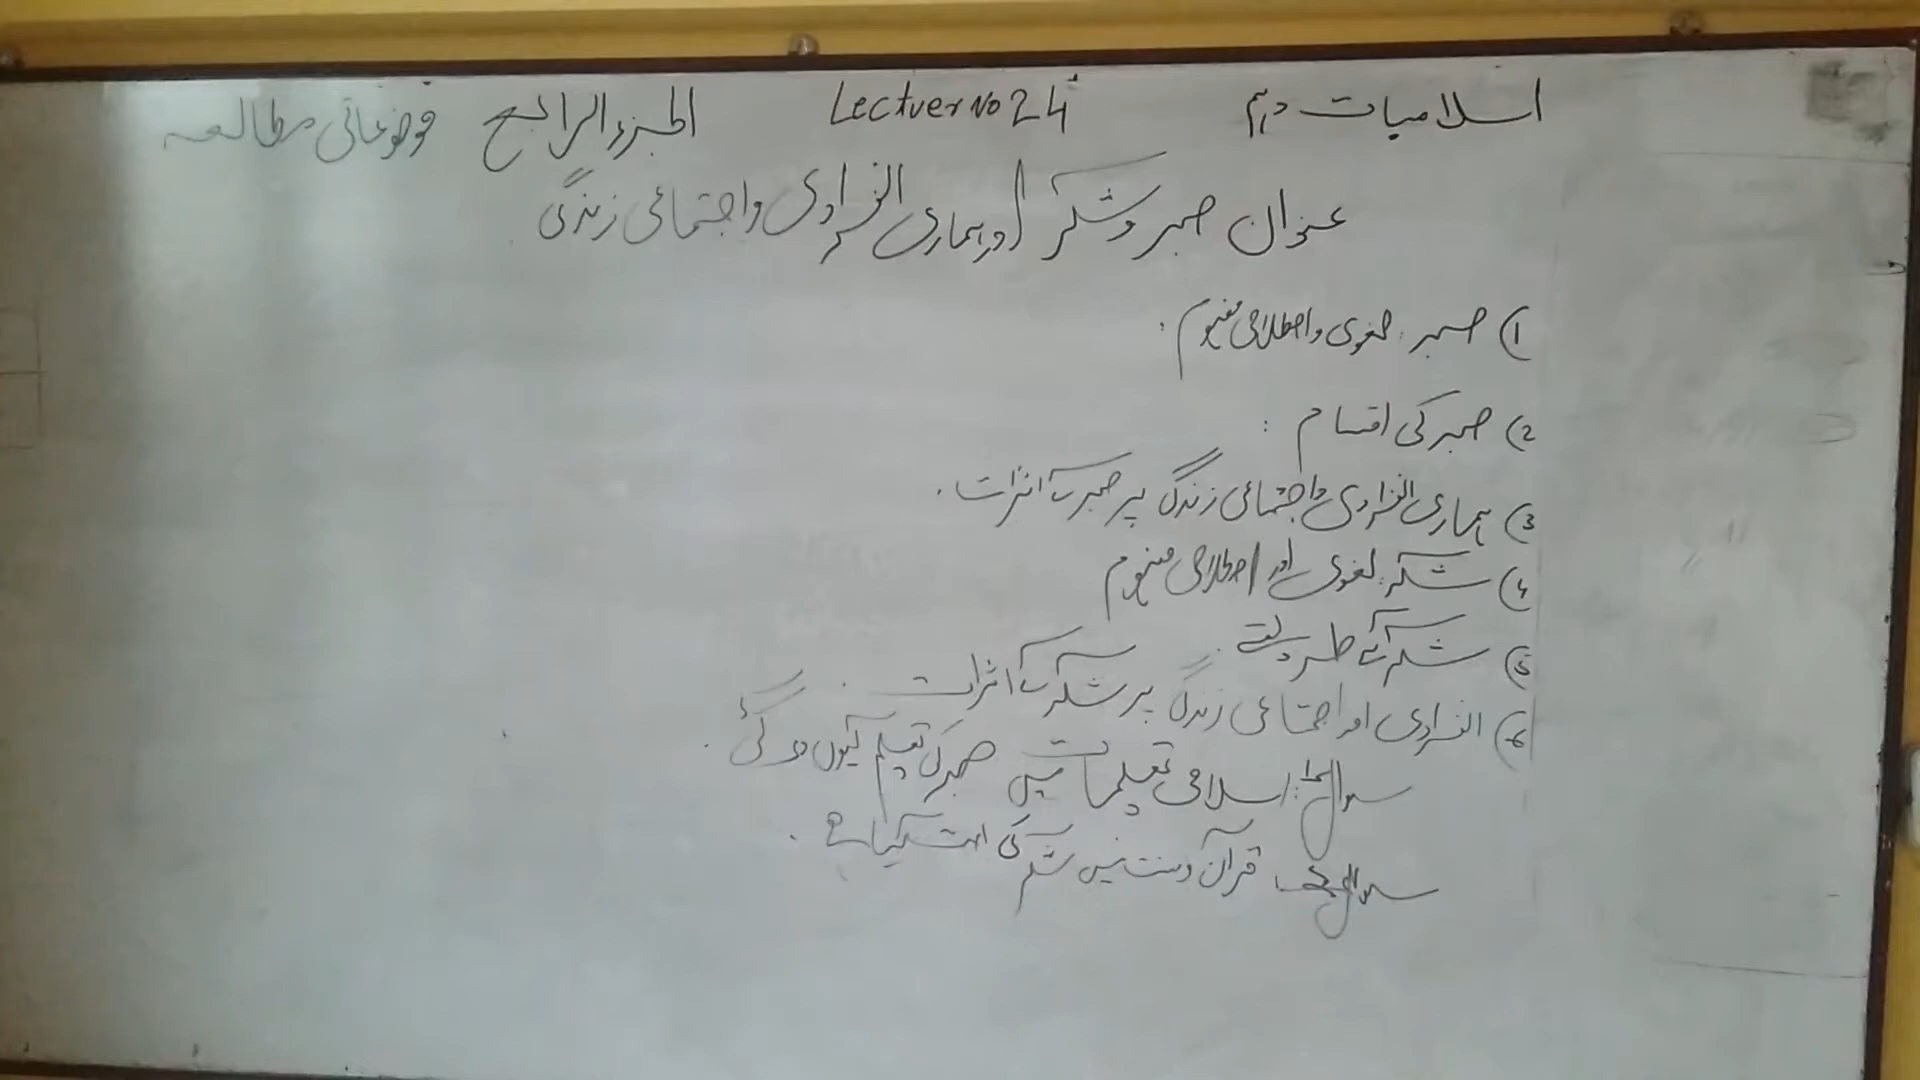 اسلامیات دہم Lectver No 24 الجزء الرابع موضوعاتی مطالعہ
عنوان صبر و شکر اور ہماری انفرادی و اجتماعی زندگی
1) صبر: لغوی و اصطلاحی مفہوم.
2) صبر کی اقسام :
3) ہماری انفرادی و اجتماعی زندگی پر صبر کے اثرات.
4) شکر: لغوی اور اصطلاحی مفہوم
5) شکر کے طریقے.
6) انفرادی اور اجتماعی زندگی پر شکر کے اثرات.
سوال 1: اسلامی تعلیمات میں صبر کی تعلیم کیوں دی گئی.
سوال 2: قرآن و سنت میں شکر کی اہمیت کیا ہے.